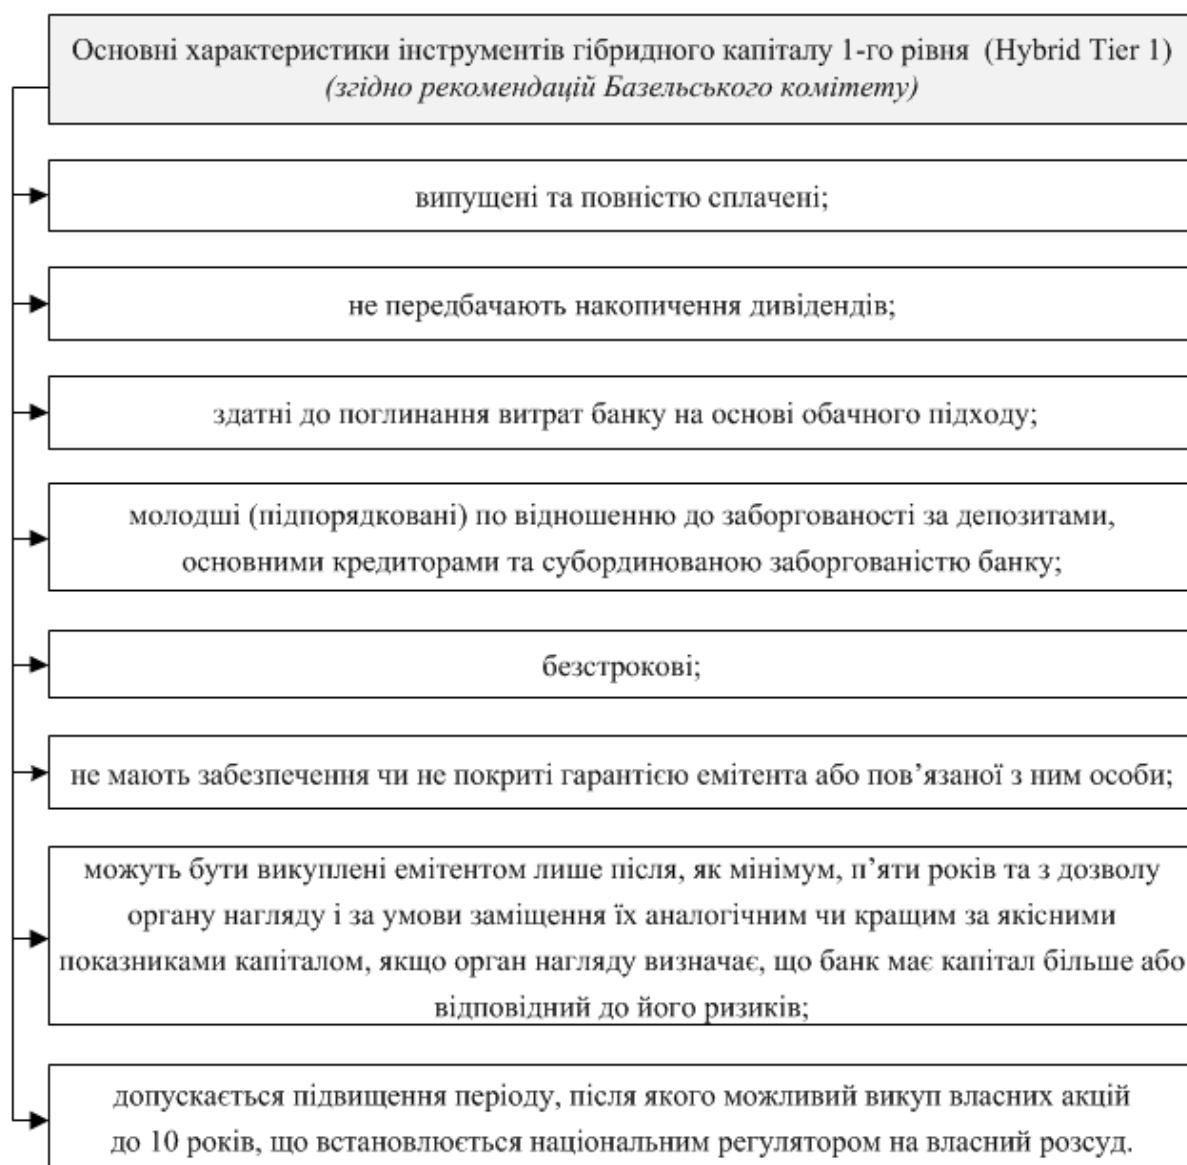 Основні характеристики інструментів гібридного капіталу 1-го рівня (Hybrid Tier 1)
(згідно рекомендацій Базельського комітету)
випущені та повністю сплачені;
не передбачають накопичення дивідендів;
здатні до поглинання витрат банку на основі обачного підходу;
молодші (підпорядковані) по відношенню до заборгованості за депозитами,
основними кредиторами та субординованою заборгованістю банку;
безстрокові;
не мають забезпечення чи не покриті гарантією емітента або пов’язаної з ним особи;
можуть бути викуплені емітентом лише після, як мінімум, п’яти років та з дозволу
органу нагляду і за умови заміщення їх аналогічним чи кращим за якісними
показниками капіталом, якщо орган нагляду визначає, що банк має капітал більше або
відповідний до його ризиків;
допускається підвищення періоду, після якого можливий викуп власних акцій
до 10 років, що встановлюється національним регулятором на власний розсуд.